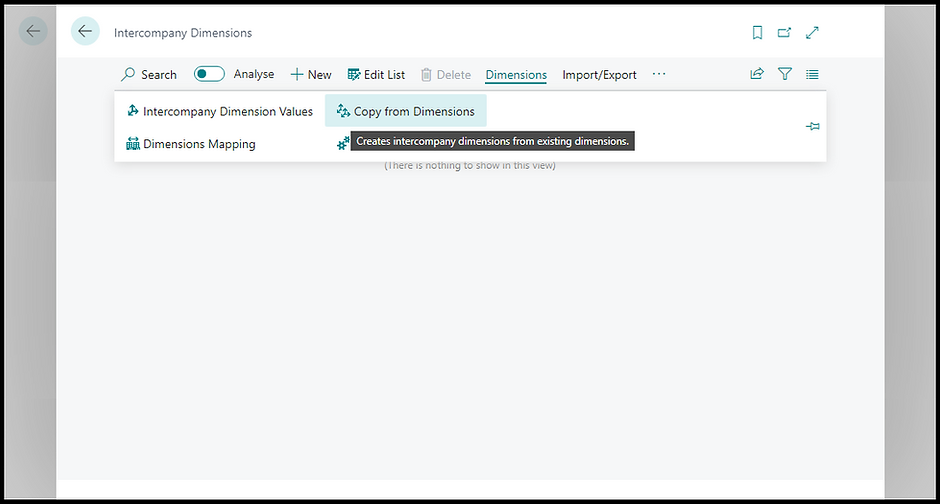 Intercompany Dimensions
Search Analyse New Edit List Delete Dimensions Import/Export ...
Intercompany Dimension Values Copy from Dimensions
Dimensions Mapping Creates intercompany dimensions from existing dimensions.
(There is nothing to show in this view)